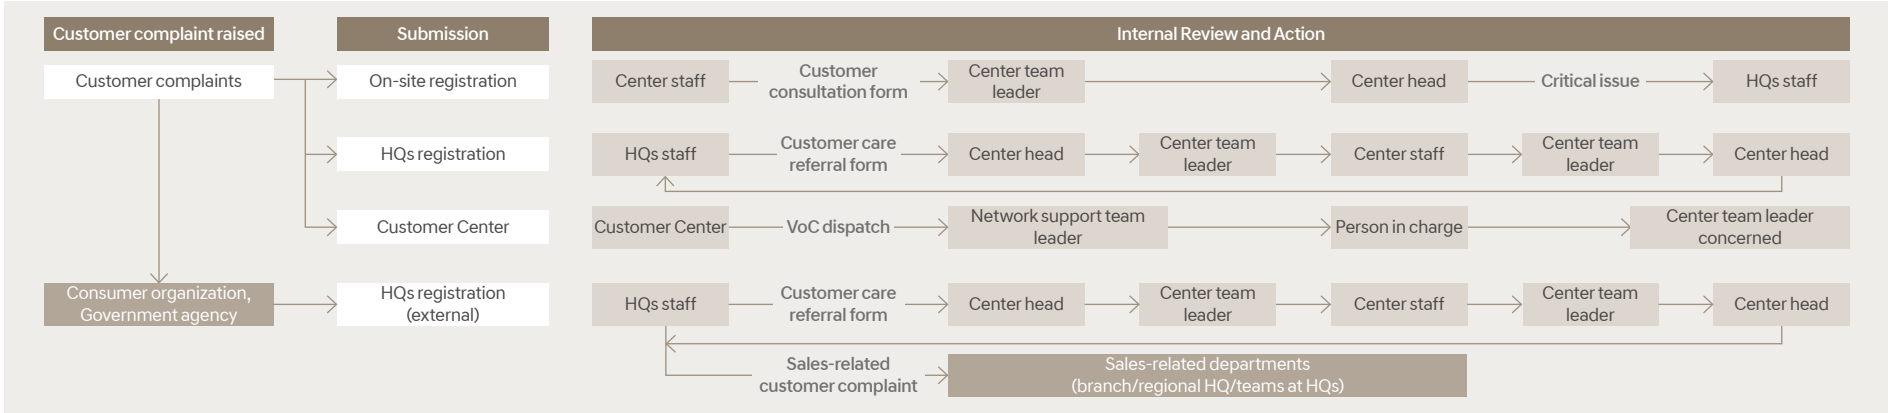 Customer complaint raised
Submission
Internal Review and Action
Customer complaints
On-site registration
Center staff
Customer
consultation form
Center team
leader
Center head
Critical issue
HQs staff
HQs registration
HQs staff
Customer care
referral form
Center head
Center team
leader
Center staff
Center team
leader
Center head
Customer Center
Customer Center
VoC dispatch
Network support team
leader
Person in charge
Center team leader
concerned
Consumer organization,
Government agency
HQs registration
(external)
HQs staff
Customer care
referral form
Center head
Center team
leader
Center staff
Center team
leader
Center head
Sales-related
customer complaint
Sales-related departments
(branch/regional HQ/teams at HQs)